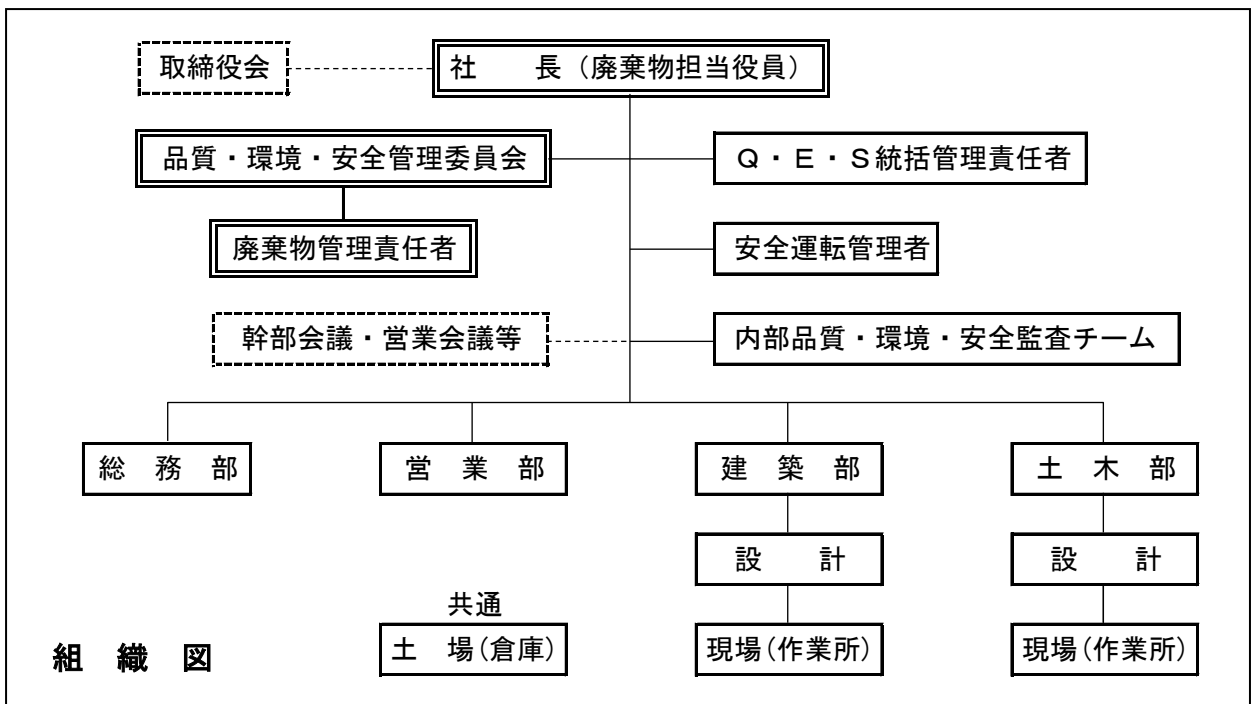 取締役会
社　　長（廃棄物担当役員）
品質・環境・安全管理委員会
Ｑ・Ｅ・Ｓ統括管理責任者
廃棄物管理責任者
安全運転管理者
幹部会議・営業会議等
内部品質・環境・安全監査チーム
総　務　部
営　業　部
建　築　部
土　木　部
設　　計
設　　計
共通
土　場(倉庫)
現場(作業所)
現場(作業所)
組　織　図